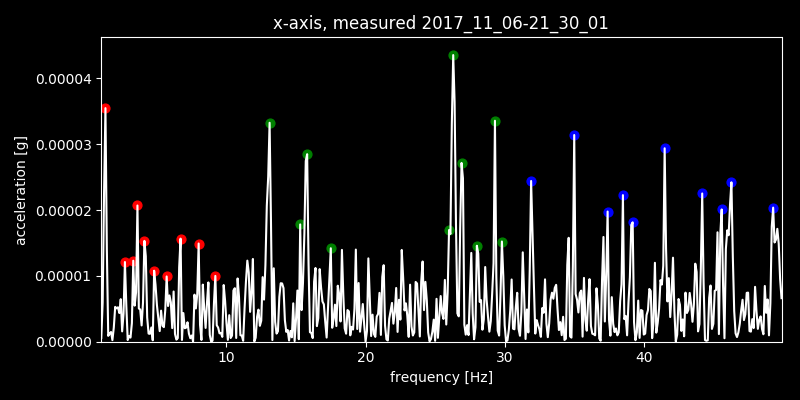 x-axis, measured 2017_11_06-21_30_01
acceleration [g]
0.00004
0.00003
0.00002
0.00001
0.00000
10 20 30 40
frequency [Hz]